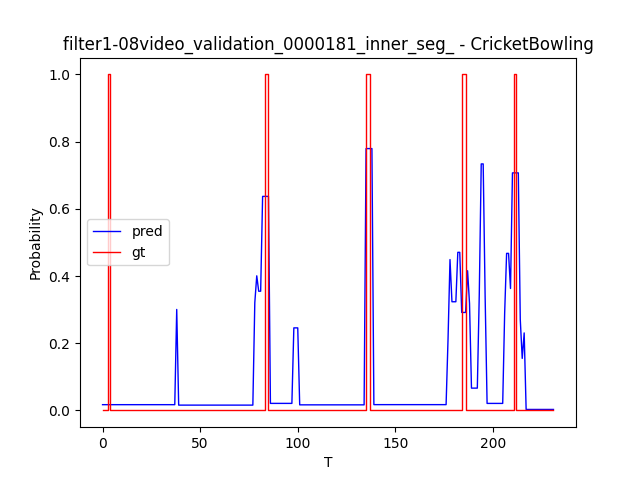 filter1-08video_validation_0000181_inner_seg_ - CricketBowling
1.0
0.8
0.6
0.4
0.2
0.0
Probability
pred
gt
0
50
100
150
200
T